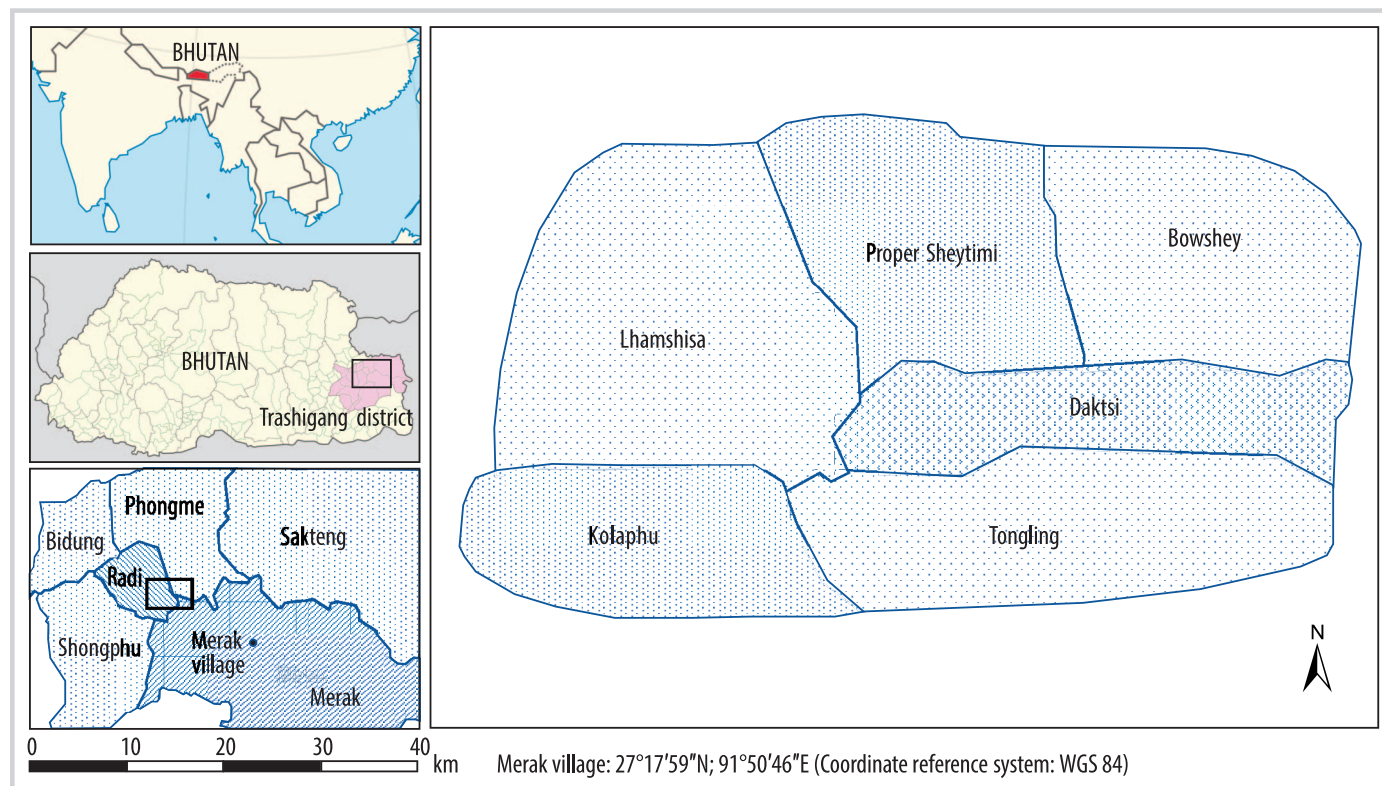 BHUTAN
BHUTAN
Trashigang district
Phongme
Bidung
Sakteng
Radi
Shongphu
Merak
village
Merak
0 10 20 30 40
km
Proper Sheytimi
Bowshey
Lhamshisa
Daktsi
Kolaphu
Tongling
N
Merak village: 27°17′59″N; 91°50′46″E (Coordinate reference system: WGS 84)